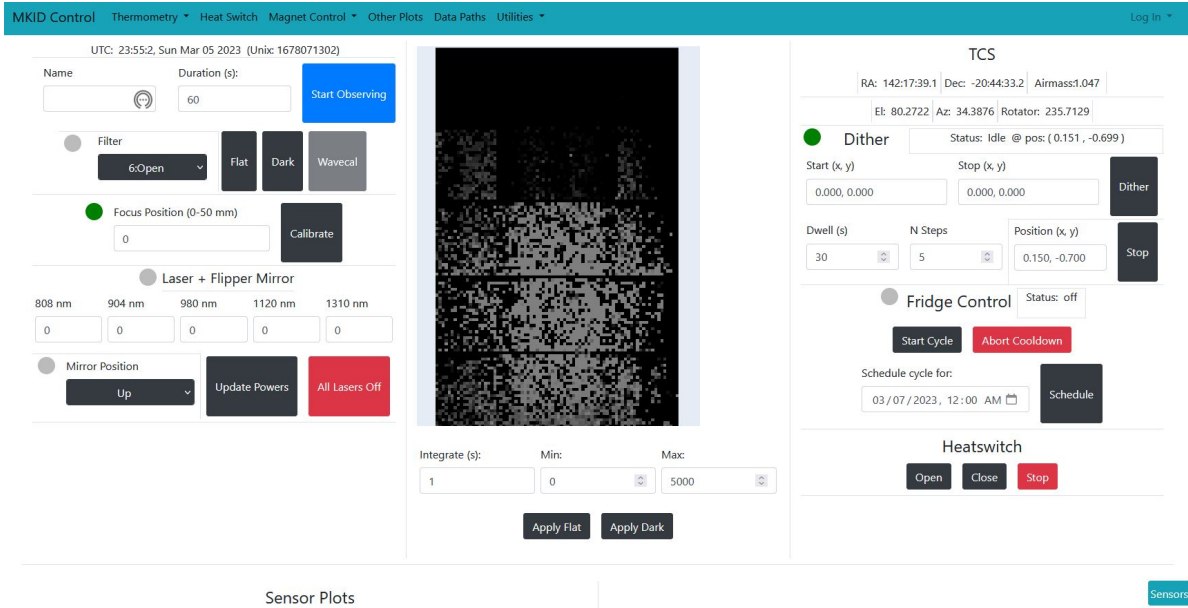 MKID Control Thermometry Heat Switch Magnet Control Other Plots Data Paths Utilities Log In
UTC: 23:55:2, Sun Mar 05 2023 (Unix: 1678071302)
Name Duration (s):
60
Start Observing
Filter
6:Open
Flat Dark Wavecal
Focus Position (0-50 mm)
0
Calibrate
Laser + Flipper Mirror
808 nm 904 nm 980 nm 1120 nm 1310 nm
0 0 0 0 0
Mirror Position
Up
Update Powers All Lasers Off
Integrate (s): Min: Max:
1 0 5000
Apply Flat Apply Dark
TCS
RA: 142:17:39.1 Dec: -20:44:33.2 Airmass:1.047
El: 80.2722 Az: 34.3876 Rotator: 235.7129
Dither Status: Idle @ pos: ( 0.151 , -0.699 )
Start (x, y) Stop (x, y)
0.000, 0.000 0.000, 0.000
Dither
Dwell (s) N Steps Position (x, y)
30 5 0.150, -0.700
Stop
Fridge Control Status: off
Start Cycle Abort Cooldown
Schedule cycle for:
03/07/2023, 12:00 AM
Schedule
Heatswitch
Open Close Stop
Sensor Plots
Sensors